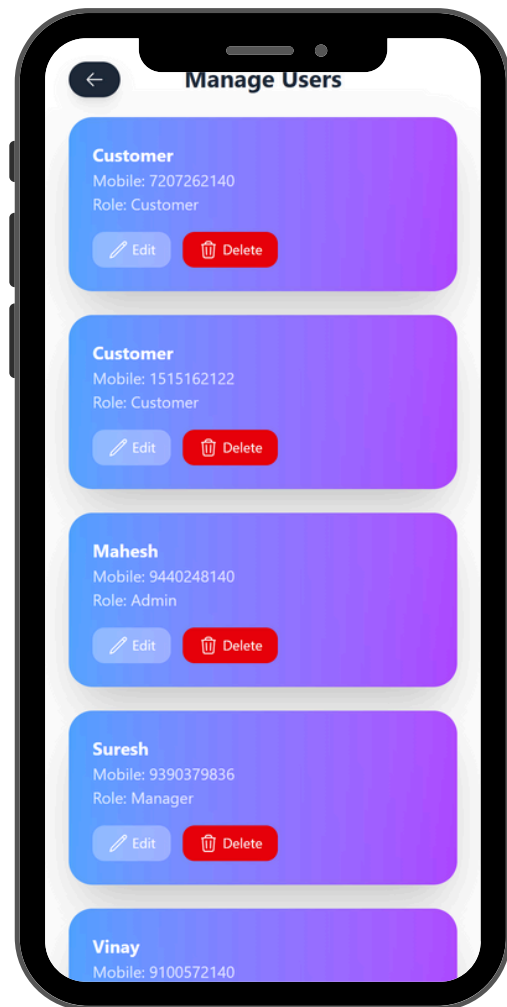 Manage Users
Customer
Mobile: 7207262140
Role: Customer
Edit Delete
Customer
Mobile: 1515162122
Role: Customer
Edit Delete
Mahesh
Mobile: 9440248140
Role: Admin
Edit Delete
Suresh
Mobile: 9390379836
Role: Manager
Edit Delete
Vinay
Mobile: 9100572140